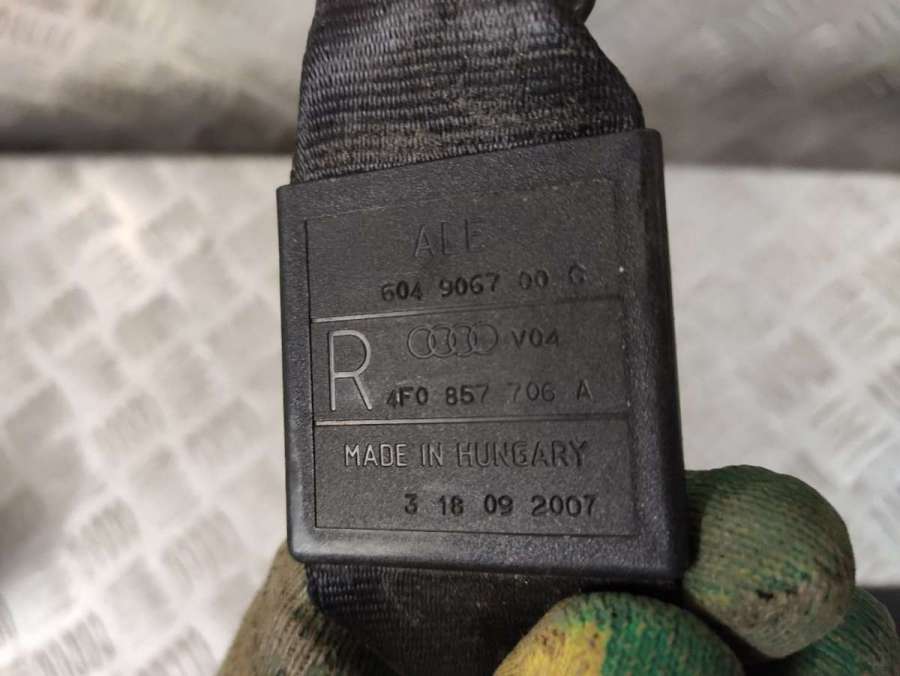 ALE
604 9067 00 G
R
V04
4F0 857 706 A
MADE IN HUNGARY
3 18 09 2007